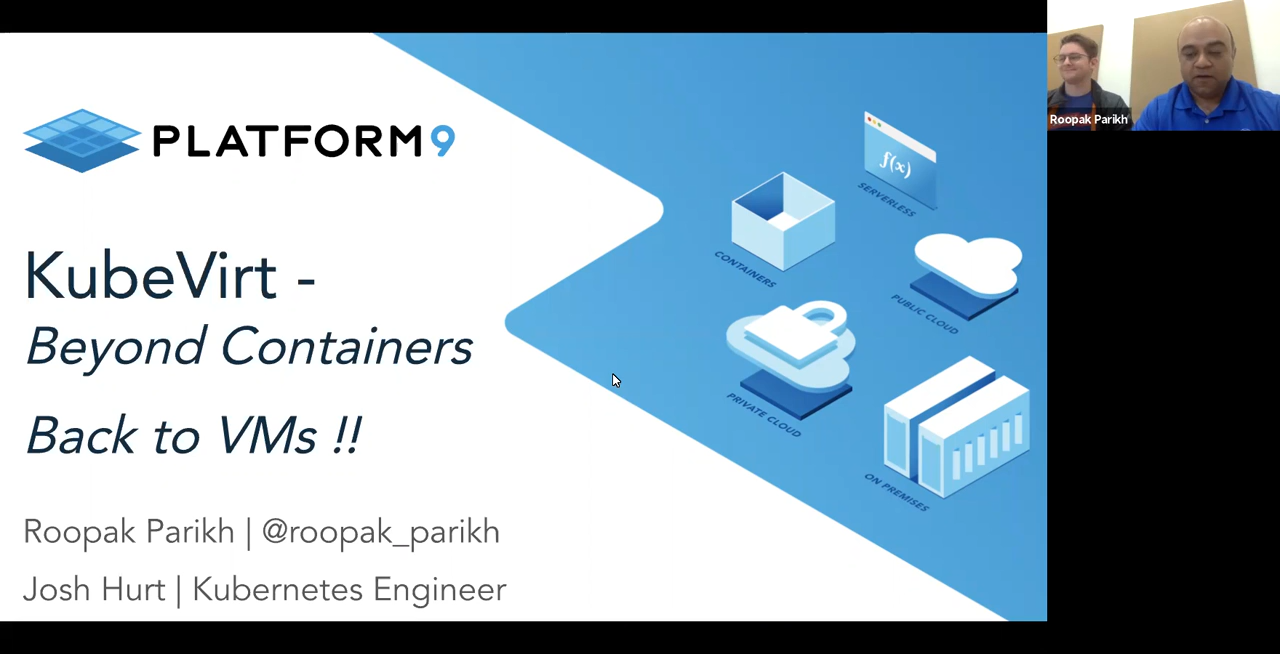 PLATFORM9
KubeVirt -
Beyond Containers
Back to VMs !!
Roopak Parikh | @roopak_parikh
Josh Hurt | Kubernetes Engineer
f(x)
SERVERLESS
CONTAINERS
PUBLIC CLOUD
PRIVATE CLOUD
ON PREMISES
Roopak Parikh